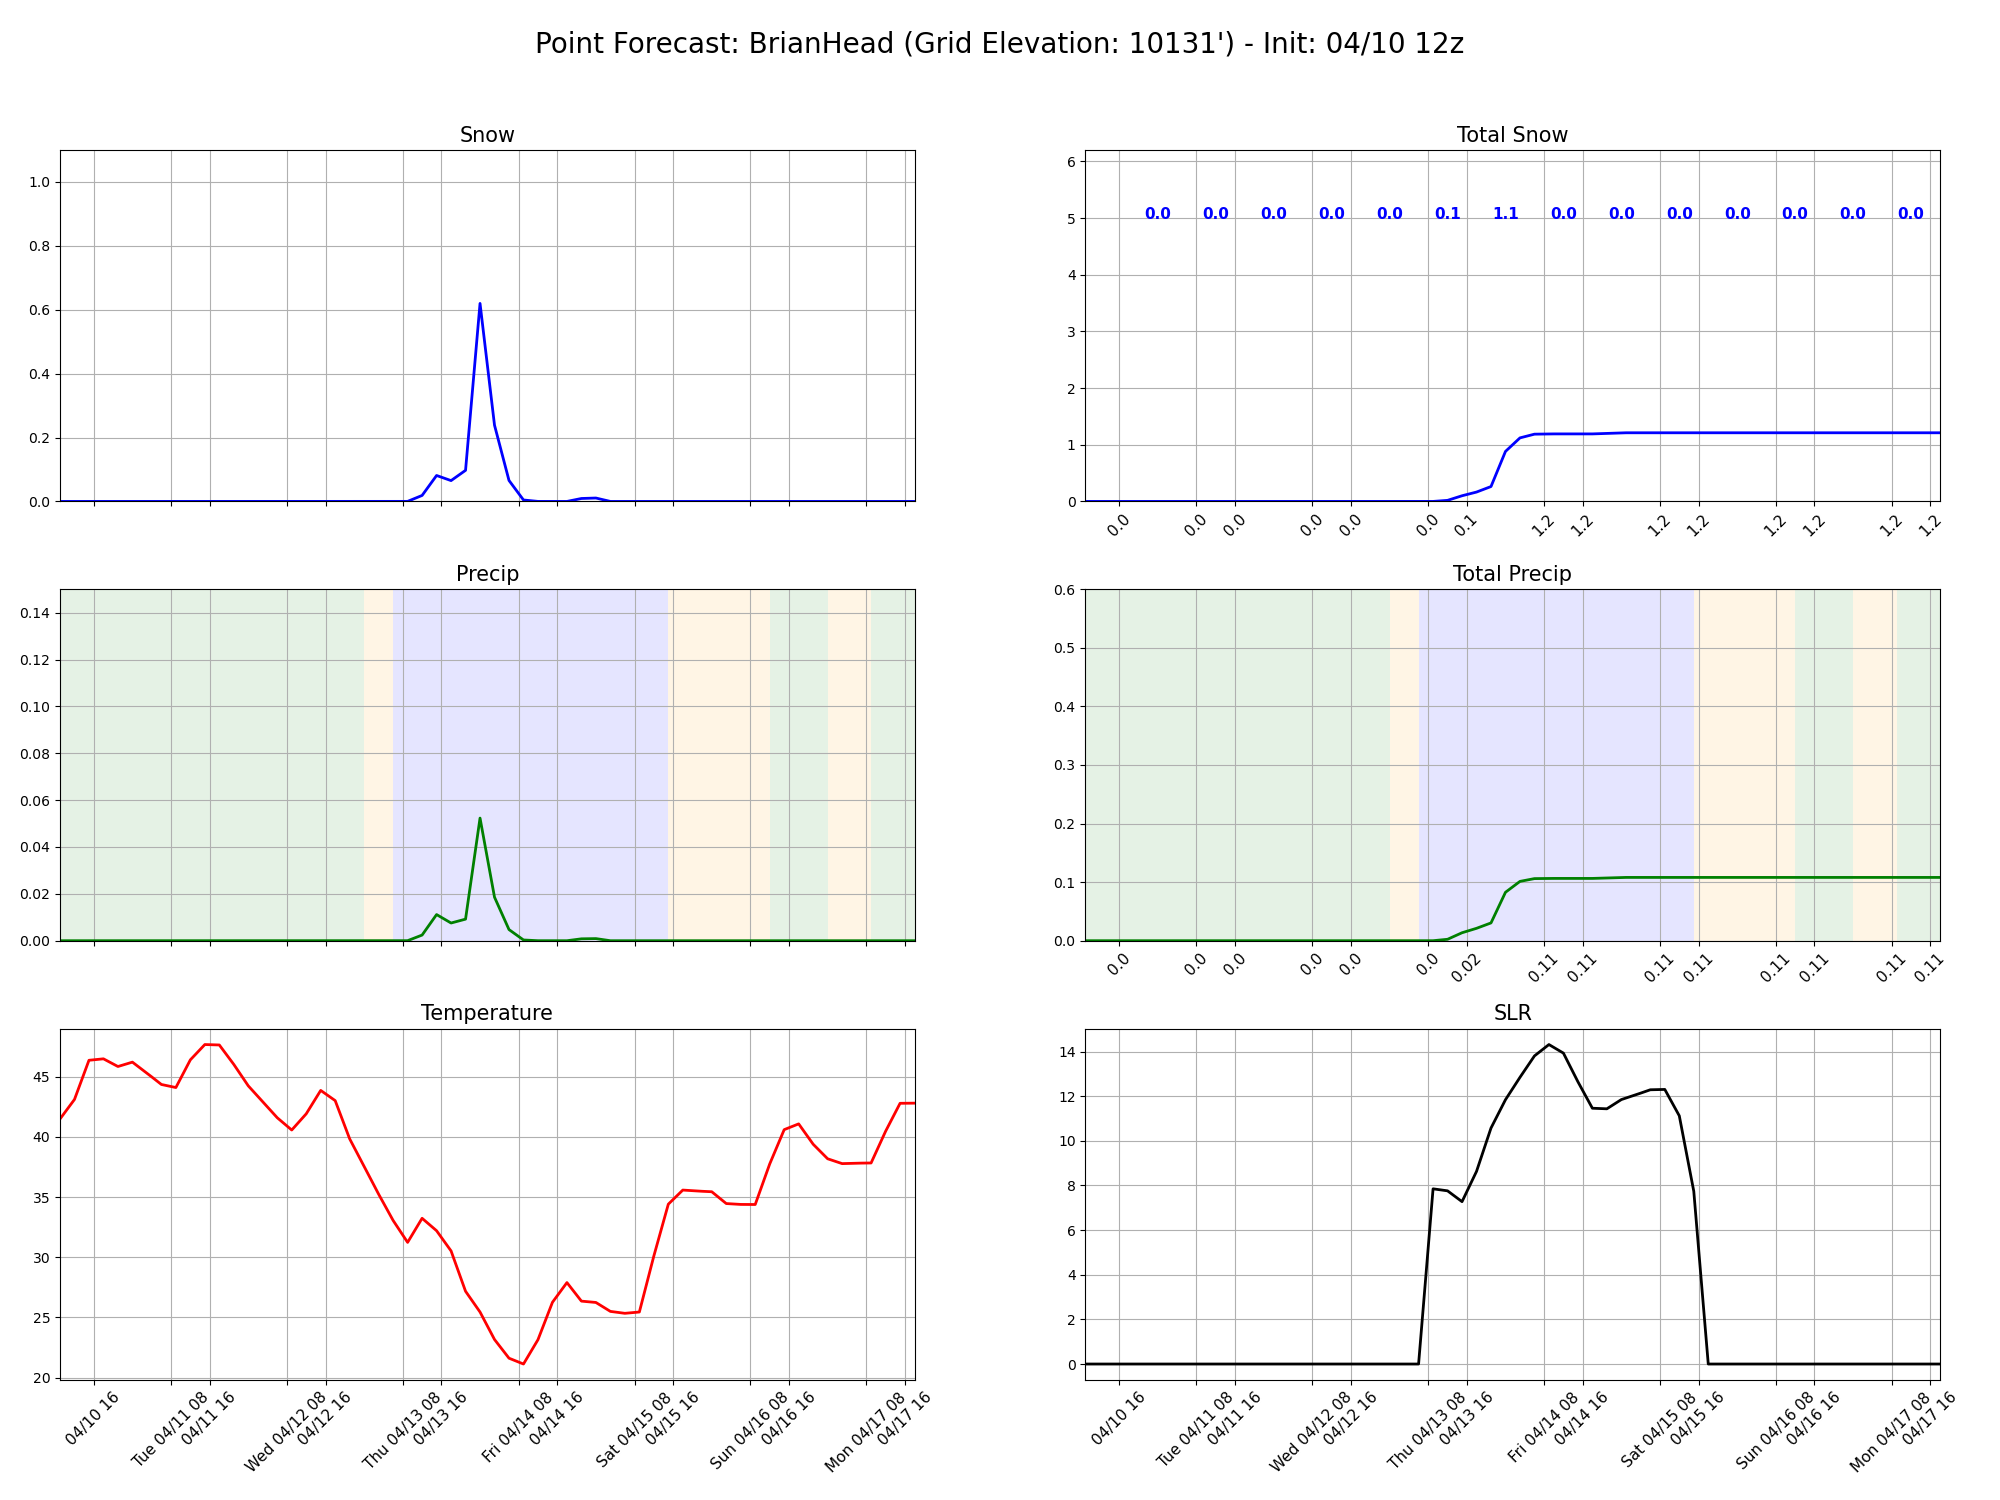 Point Forecast: BrianHead (Grid Elevation: 10131') - Init: 04/10 12z
Snow
1.0
0.8
0.6
0.4
0.2
0.0
Total Snow
6
5
4
3
2
1
0
0.0 0.0 0.0 0.0 0.0 0.1 1.1 0.0 0.0 0.0 0.0 0.0 0.0 0.0
0.0 0.0 0.0 0.0 0.0 0.0 0.1 1.2 1.2 1.2 1.2 1.2 1.2 1.2 1.2
Precip
0.14
0.12
0.10
0.08
0.06
0.04
0.02
0.00
Total Precip
0.6
0.5
0.4
0.3
0.2
0.1
0.0
0.0 0.0 0.0 0.0 0.0 0.0 0.02 0.11 0.11 0.11 0.11 0.11 0.11 0.11 0.11
Temperature
45
40
35
30
25
20
04/10 16
Tue 04/11 08
04/11 16
Wed 04/12 08
04/12 16
Thu 04/13 08
04/13 16
Fri 04/14 08
04/14 16
Sat 04/15 08
04/15 16
Sun 04/16 08
04/16 16
Mon 04/17 08
04/17 16
SLR
14
12
10
8
6
4
2
0
04/10 16
Tue 04/11 08
04/11 16
Wed 04/12 08
04/12 16
Thu 04/13 08
04/13 16
Fri 04/14 08
04/14 16
Sat 04/15 08
04/15 16
Sun 04/16 08
04/16 16
Mon 04/17 08
04/17 16